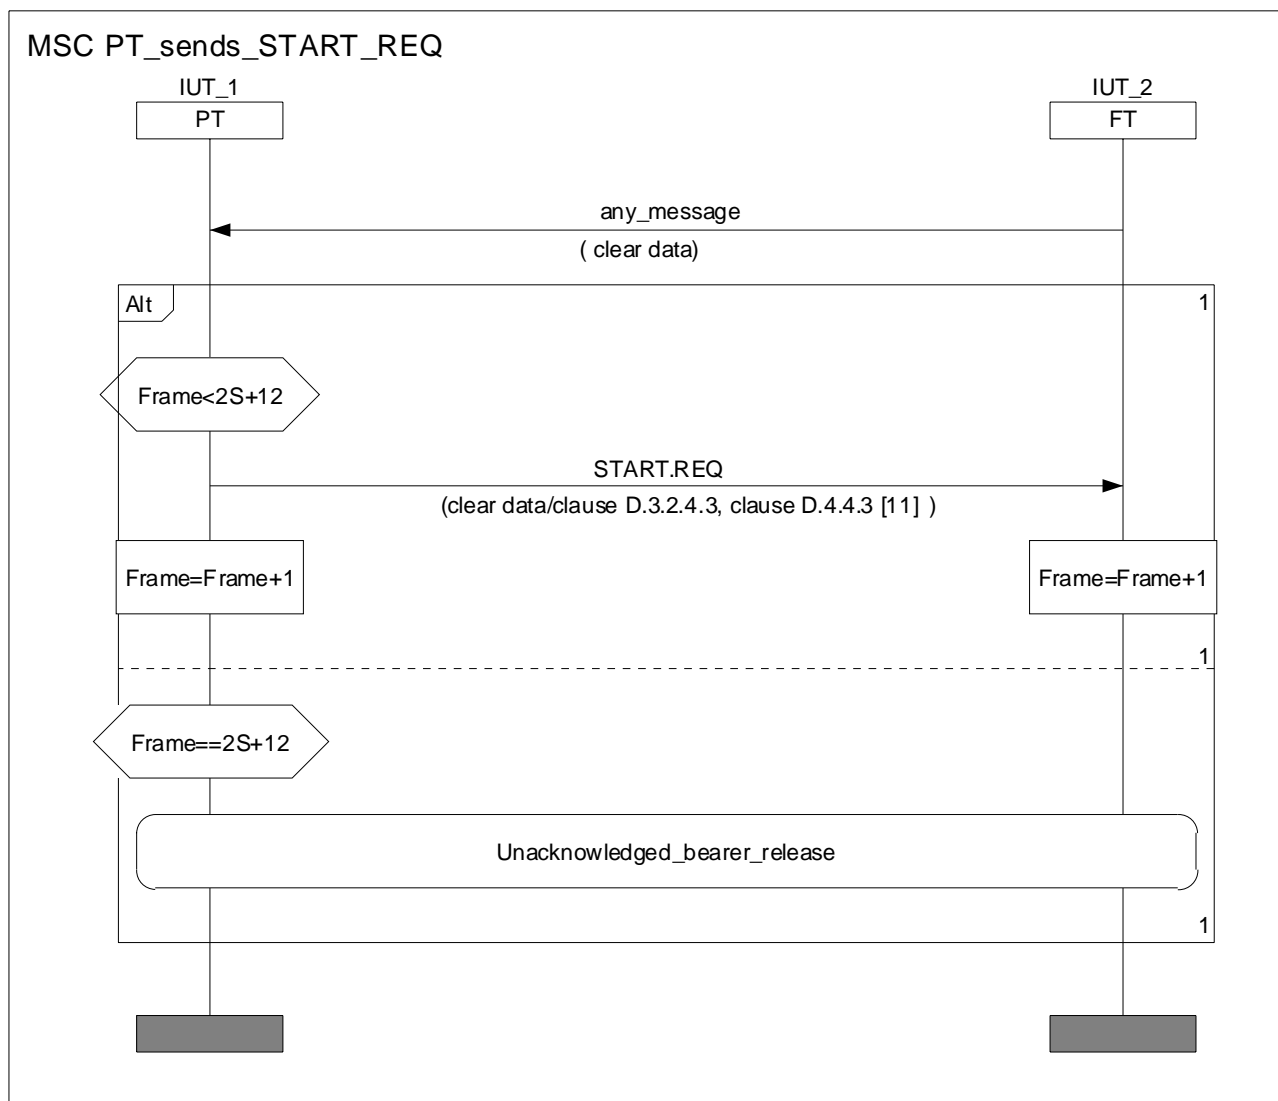 MSC PT_sends_START_REQ
IUT_1 IUT_2
PT FT
any_message
( clear data)
Alt 1
Frame<2S+12
START.REQ
(clear data/clause D.3.2.4.3, clause D.4.4.3 [11] )
Frame=Frame+1 Frame=Frame+1
1
Frame==2S+12
Unacknowledged_bearer_release
1